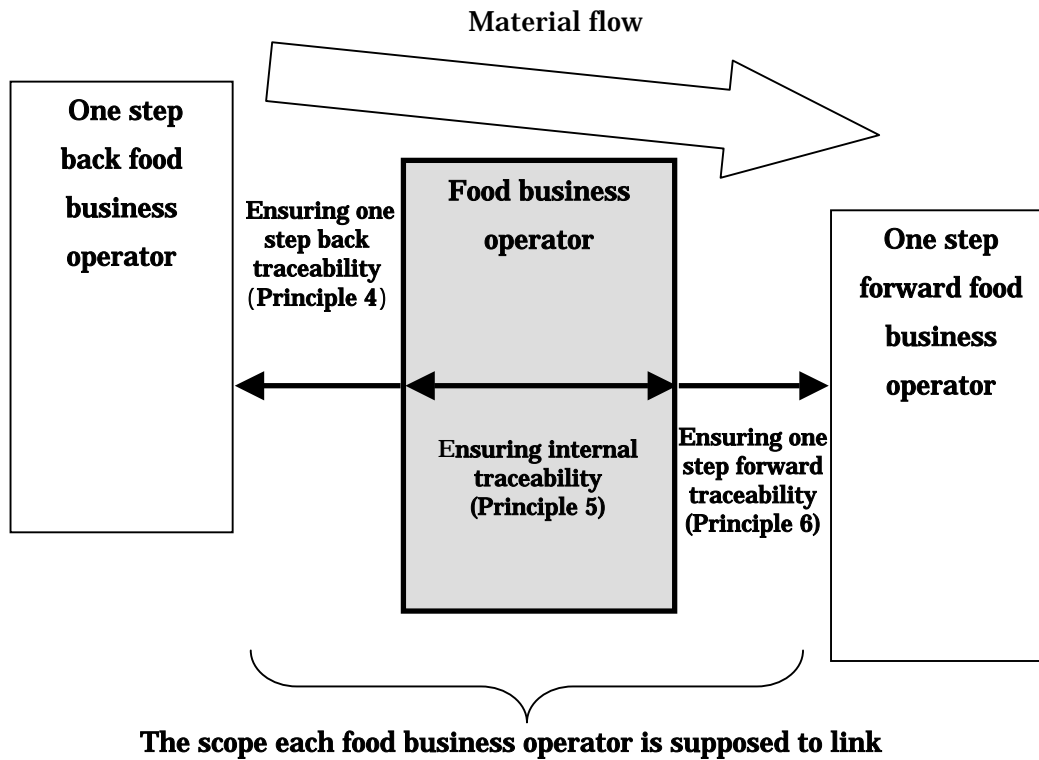 Material flow
One step
back food
business
operator
Ensuring one
step back
traceability
(Principle 4)
Food business
operator
Ensuring internal
traceability
(Principle 5)
One step
forward food
business
operator
Ensuring one
step forward
traceability
(Principle 6)
The scope each food business operator is supposed to link